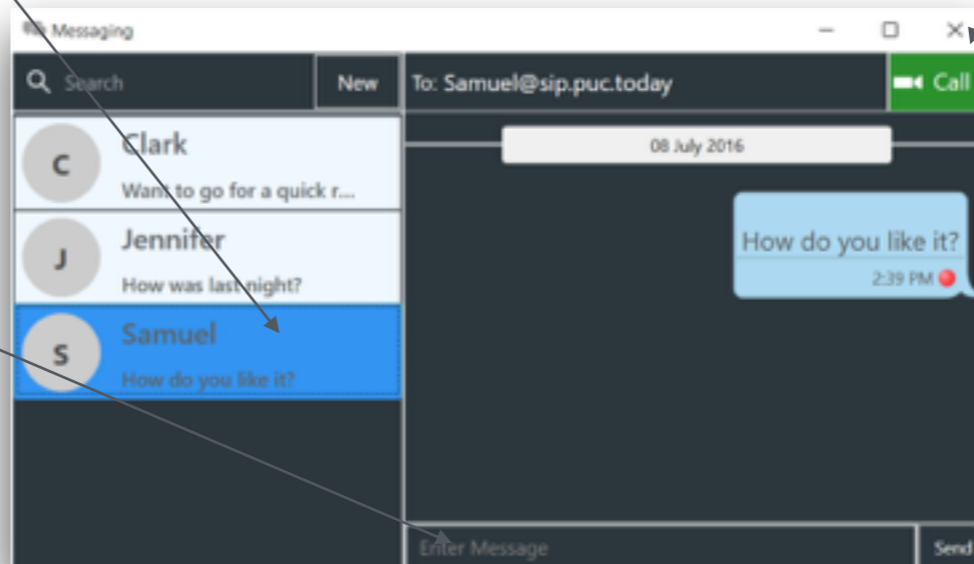 Messaging
Search
New
To: Samuel@sip.puc.today
Call
C
Clark
Want to go for a quick r....
J
Jennifer
How was last night?
S
Samuel
How do you like it?
08 July 2016
How do you like it?
2:39 PM
Enter Message
Send